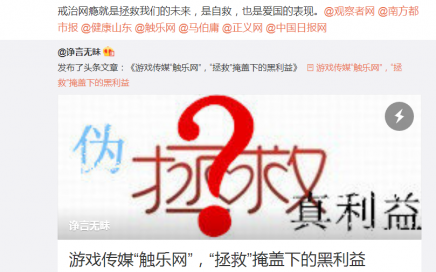 戒治网瘾就是拯救我们的未来，是自救，也是爱国的表现。@观察者网 @南方都
市报 @健康山东 @触乐网 @马伯庸 @正义网 @中国日报网
@诤言无昧
发布了头条文章：《游戏传媒“触乐网”，“拯救”掩盖下的黑利益》 游戏传媒“触乐网”，“拯
救”掩盖下的黑利益
伪
拯救
?
真利益
诤言无昧
游戏传媒“触乐网”，“拯救”掩盖下的黑利益